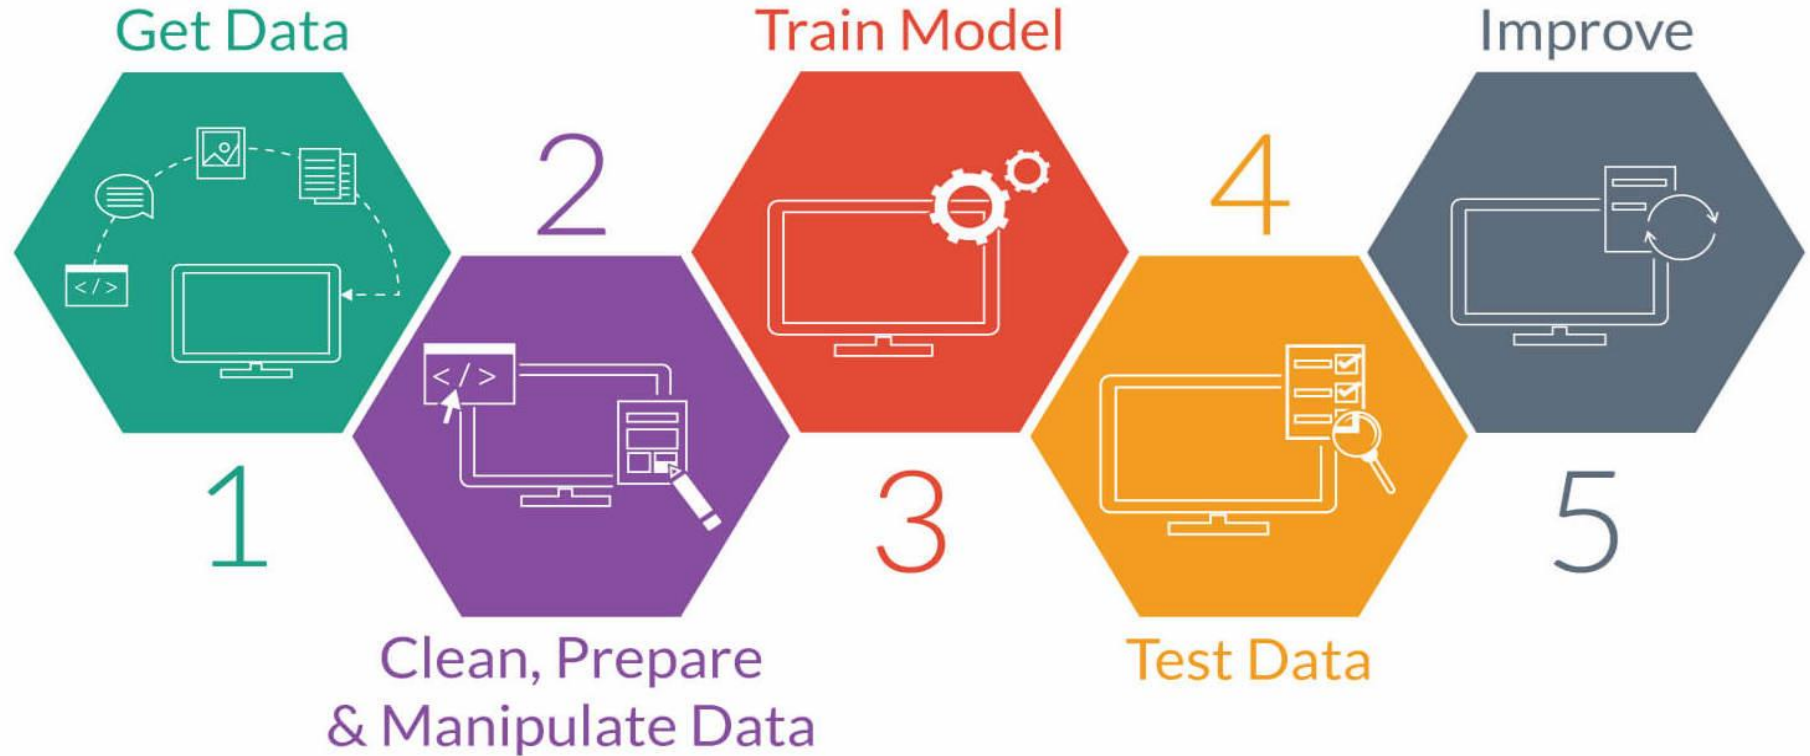 Get Data
1
</>
2
</>
Clean, Prepare
& Manipulate Data
Train Model
3
4
Test Data
Improve
5